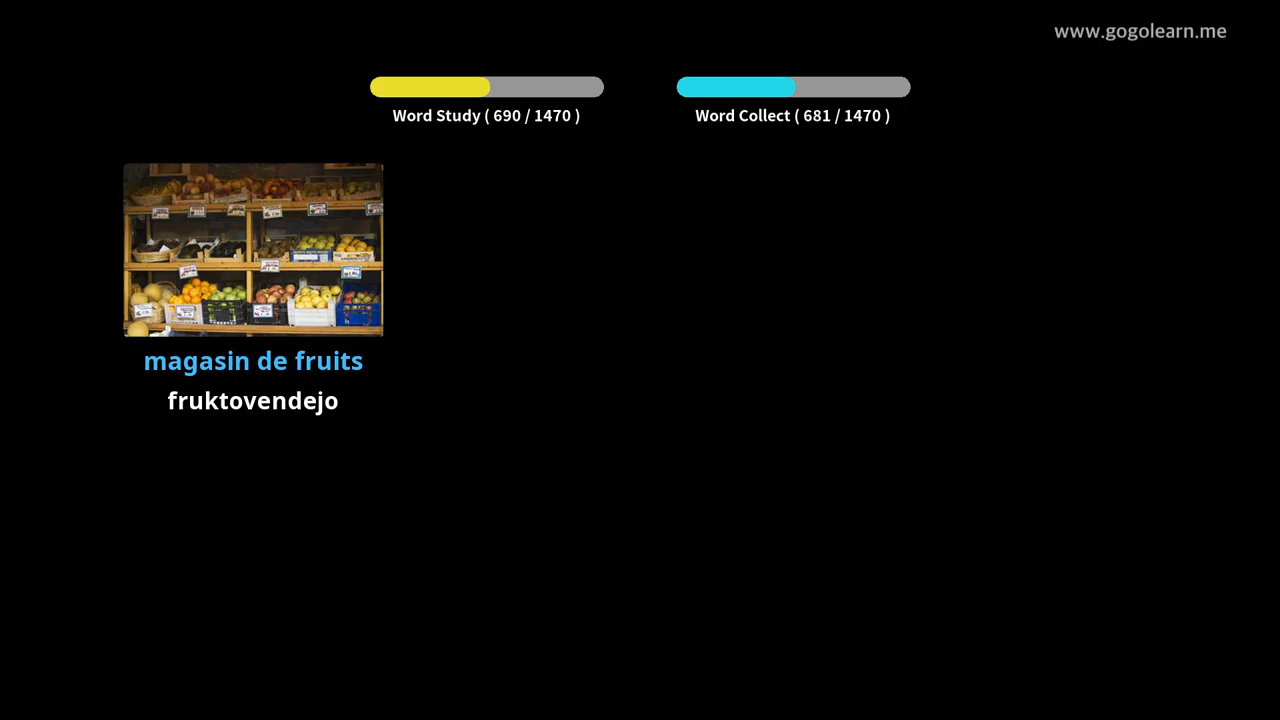 www.gogolearn.me
Word Study ( 690 / 1470 )
Word Collect ( 681 / 1470 )
magasin de fruits
fruktovendejo